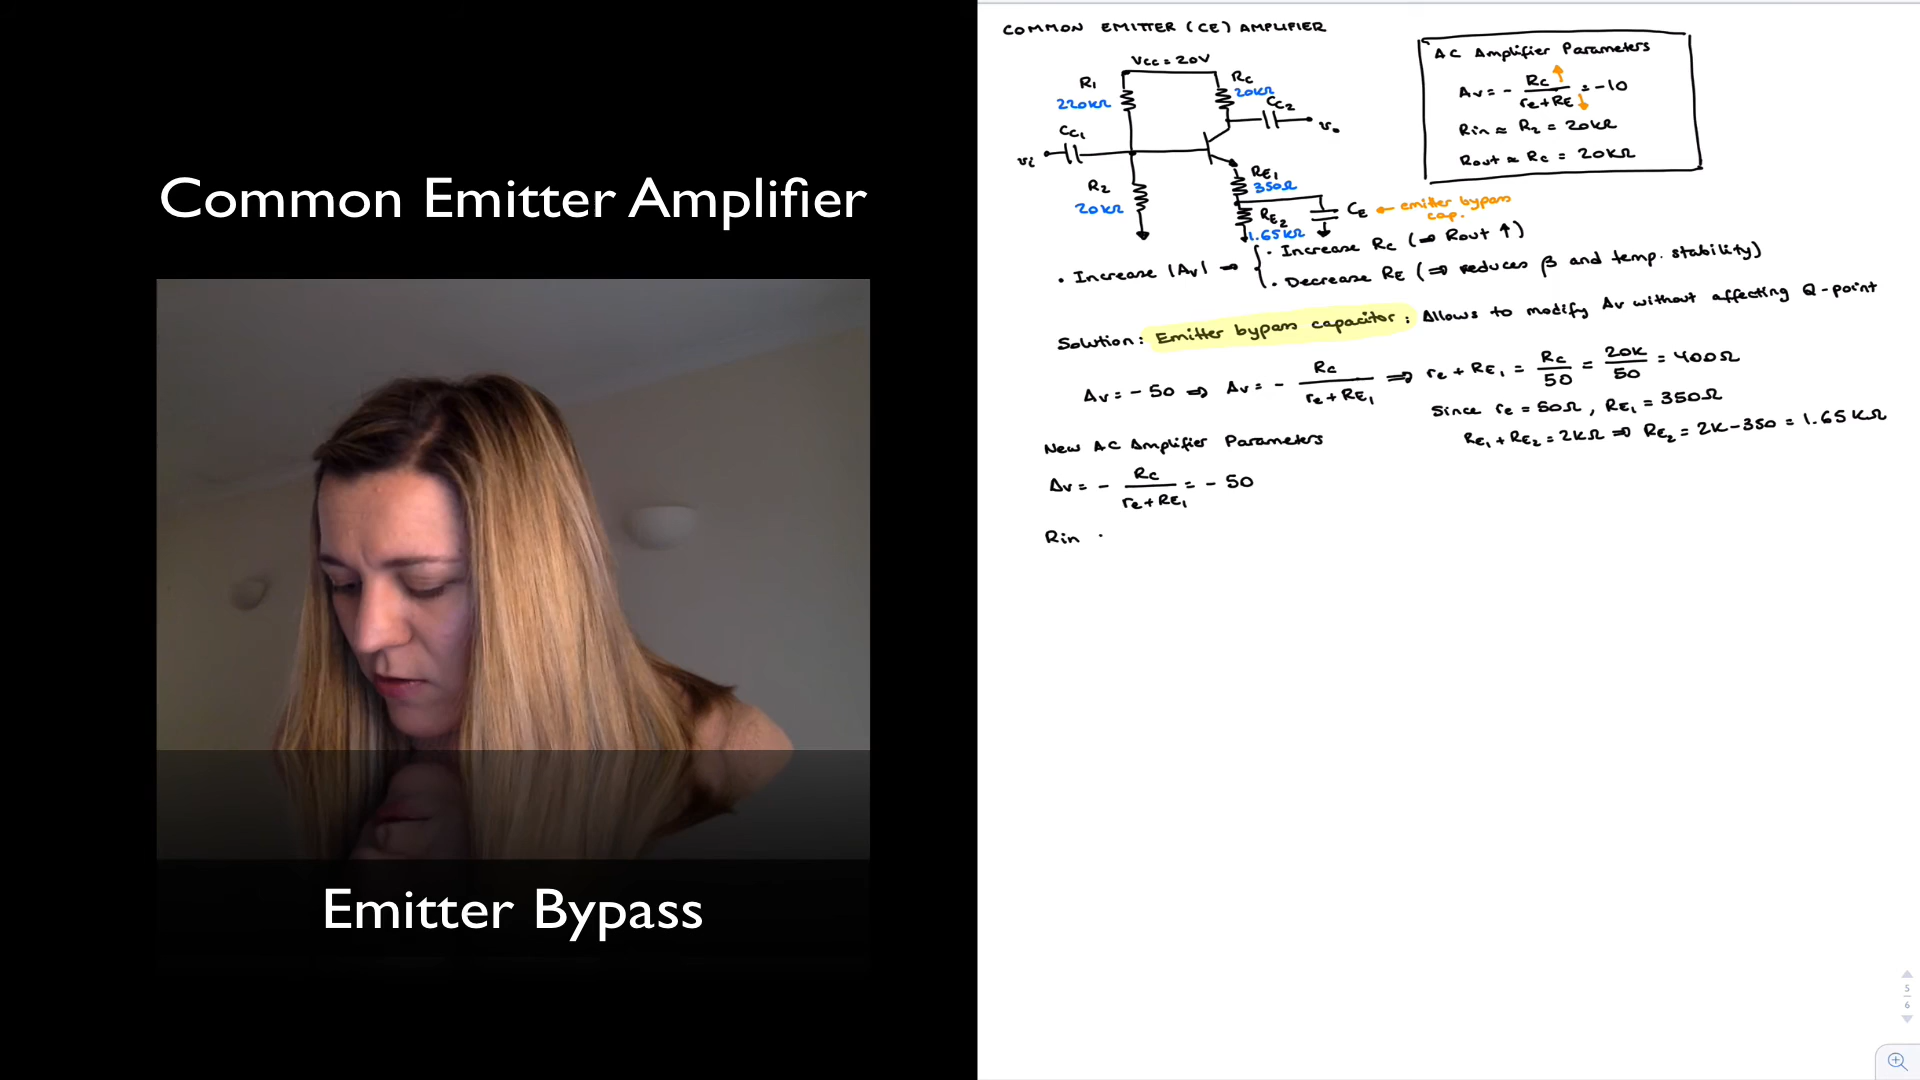 Common Emitter Amplifier
Emitter Bypass
COMMON EMITTER (CE) AMPLIFIER
Vcc = 20V
R1
220kΩ
Rc
20kΩ
Cc2
vo
Cc1
vi
R2
20kΩ
RE1
350Ω
RE2
1.65kΩ
CE ← emitter bypass
cap.
AC Amplifier Parameters
Av = - Rc / (re + RE) = -10
Rin ≈ R2 = 20kΩ
Rout ≈ Rc = 20kΩ
• Increase |Av| ⇒ { • Increase Rc (⇒ Rout ↑)
• Decrease RE (⇒ reduces β and temp. stability)
Solution: Emitter bypass capacitor: Allows to modify Av without affecting Q-point
Av = -50 ⇒ Av = - Rc / (re + RE1) ⇒ re + RE1 = Rc / 50 = 20k / 50 = 400Ω
Since re = 50Ω, RE1 = 350Ω
RE1 + RE2 = 2kΩ ⇒ RE2 = 2k - 350 = 1.65 kΩ
New AC Amplifier Parameters
Av = - Rc / (re + RE1) = - 50
Rin
5
6